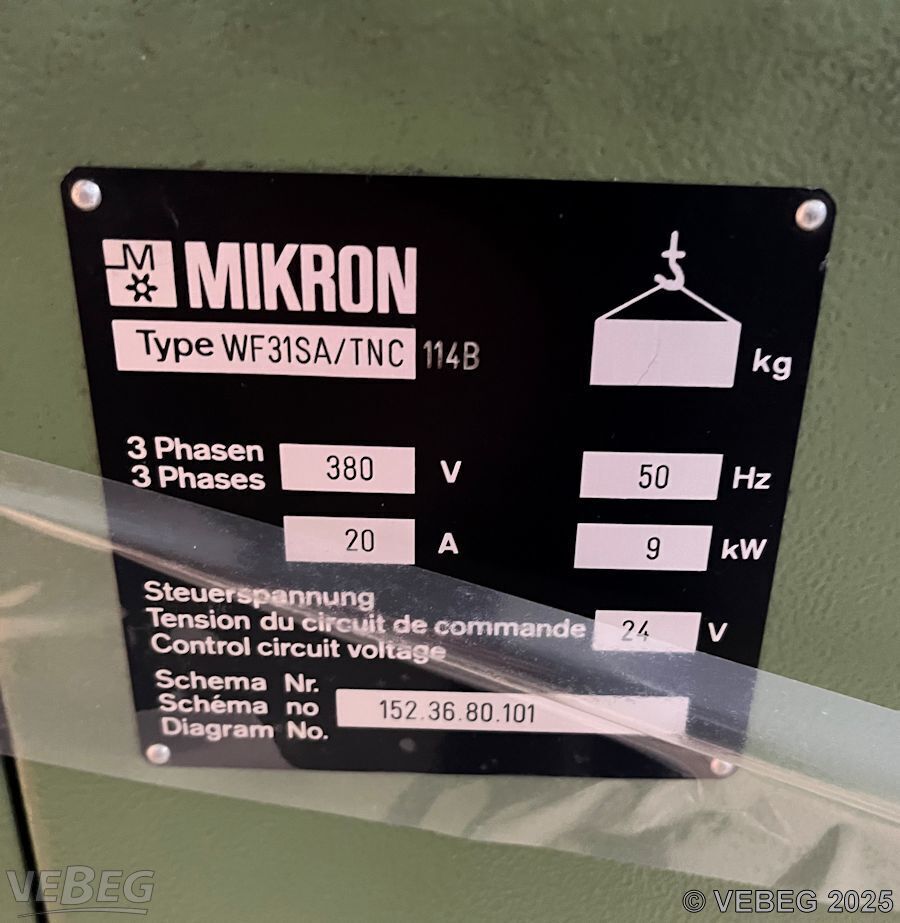 M MIKRON
Type WF31SA/TNC 114B
kg
3 Phasen
3 Phases 380 V 50 Hz
20 A 9 kW
Steuerspannung
Tension du circuit de commande 24 V
Control circuit voltage
Schema Nr.
Schéma no 152.36.80.101
Diagram No.
VEBEG
© VEBEG 2025